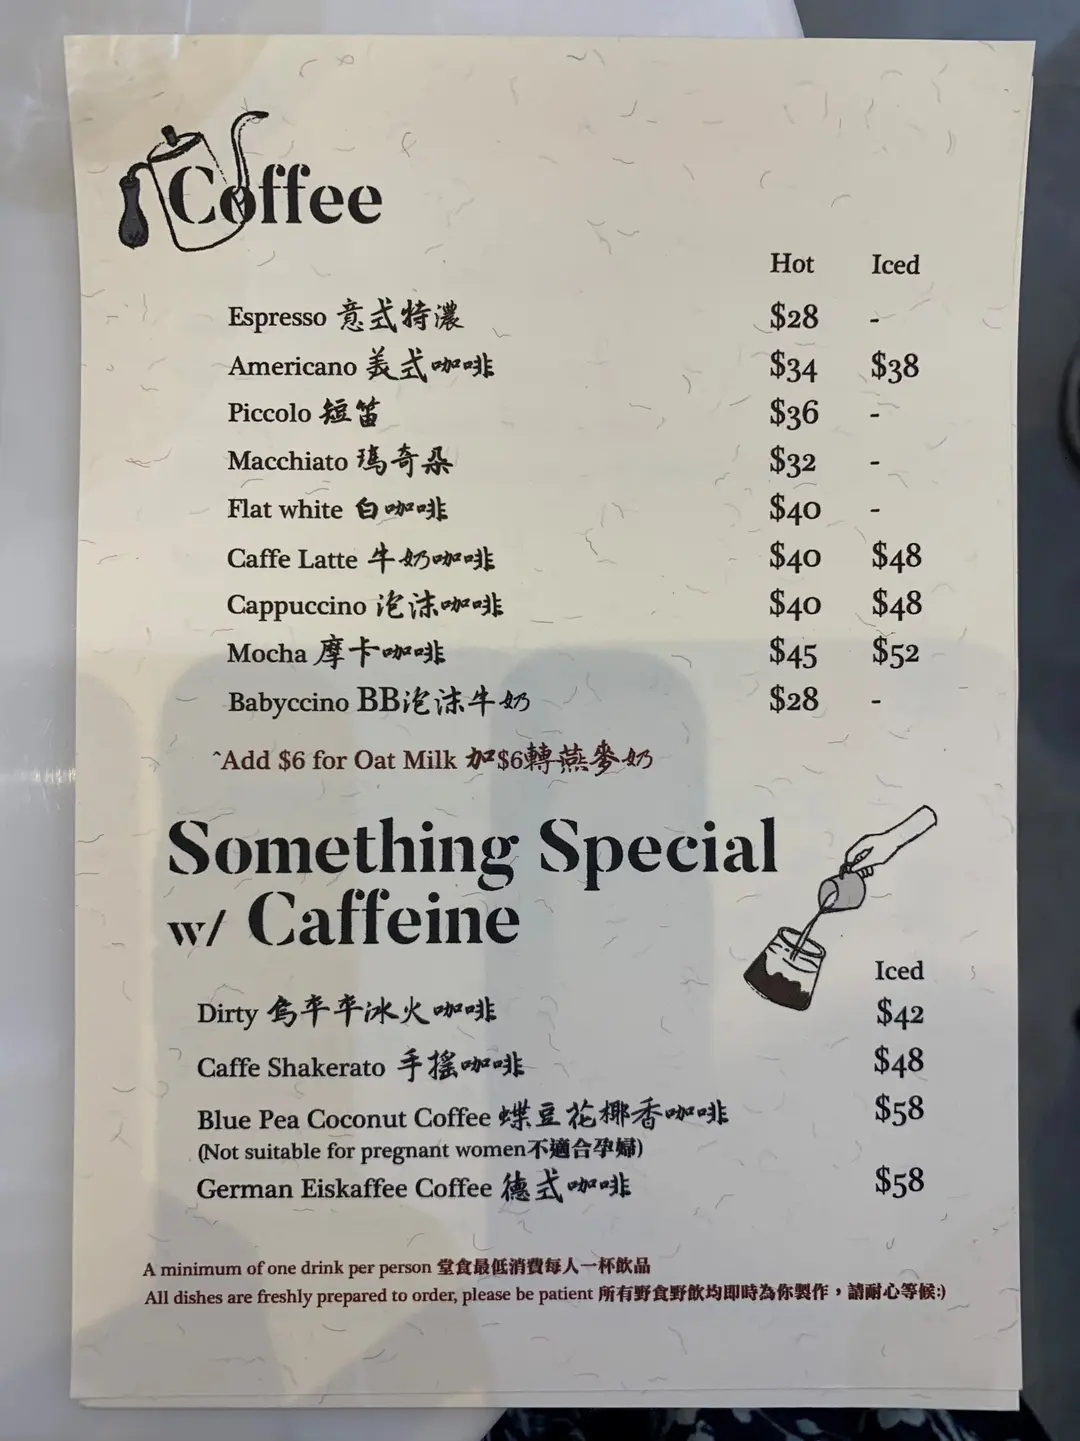 Coffee
Hot Iced
Espresso 意式特濃 $28 -
Americano 美式咖啡 $34 $38
Piccolo 短笛 $36 -
Macchiato 瑪奇朵 $32 -
Flat white 白咖啡 $40 -
Caffe Latte 牛奶咖啡 $40 $48
Cappuccino 泡沫咖啡 $40 $48
Mocha 摩卡咖啡 $45 $52
Babyccino BB泡沫牛奶 $28 -
^Add $6 for Oat Milk 加$6轉燕麥奶
Something Special
w/ Caffeine
Iced
Dirty 烏卒卒冰火咖啡 $42
Caffe Shakerato 手搖咖啡 $48
Blue Pea Coconut Coffee 蝶豆花椰香咖啡 $58
(Not suitable for pregnant women不適合孕婦)
German Eiskaffee Coffee 德式咖啡 $58
A minimum of one drink per person 堂食最低消費每人一杯飲品
All dishes are freshly prepared to order, please be patient 所有野食野飲均即時為你製作，請耐心等候:)